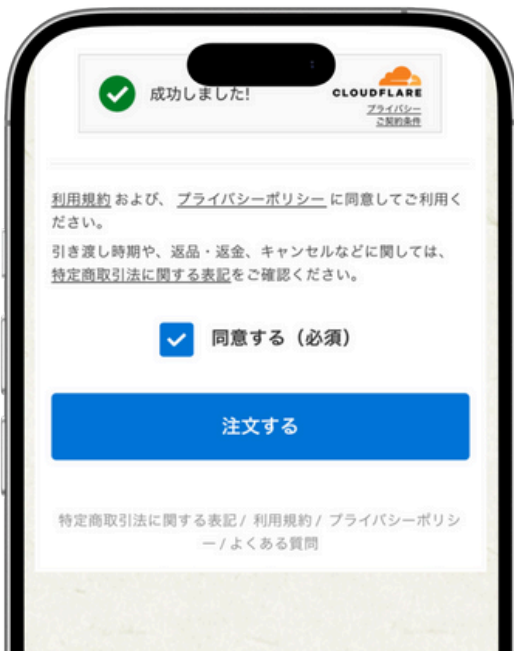 成功しました!
CLOUDFLARE
プライバシー
ご契約条件
利用規約 および、 プライバシーポリシー に同意してご利用く
ださい。
引き渡し時期や、返品・返金、キャンセルなどに関しては、
特定商取引法に関する表記をご確認ください。
同意する（必須）
注文する
特定商取引法に関する表記 / 利用規約 / プライバシーポリシ
ー / よくある質問